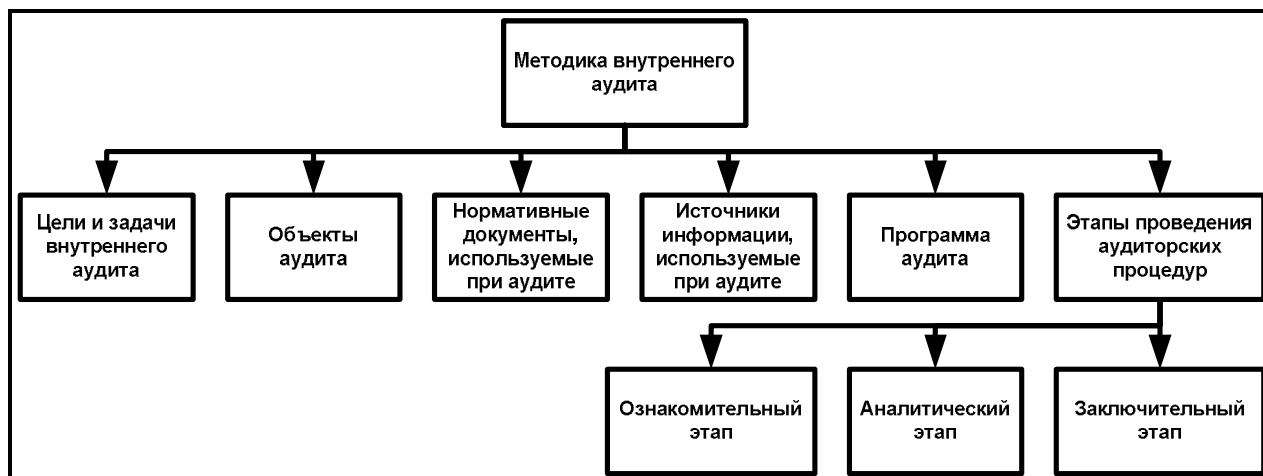 Методика внутреннего
аудита
Цели и задачи
внутреннего
аудита
Объекты
аудита
Нормативные
документы,
используемые
при аудите
Источники
информации,
используемые
при аудите
Программа
аудита
Этапы проведения
аудиторских
процедур
Ознакомительный
этап
Аналитический
этап
Заключительный
этап